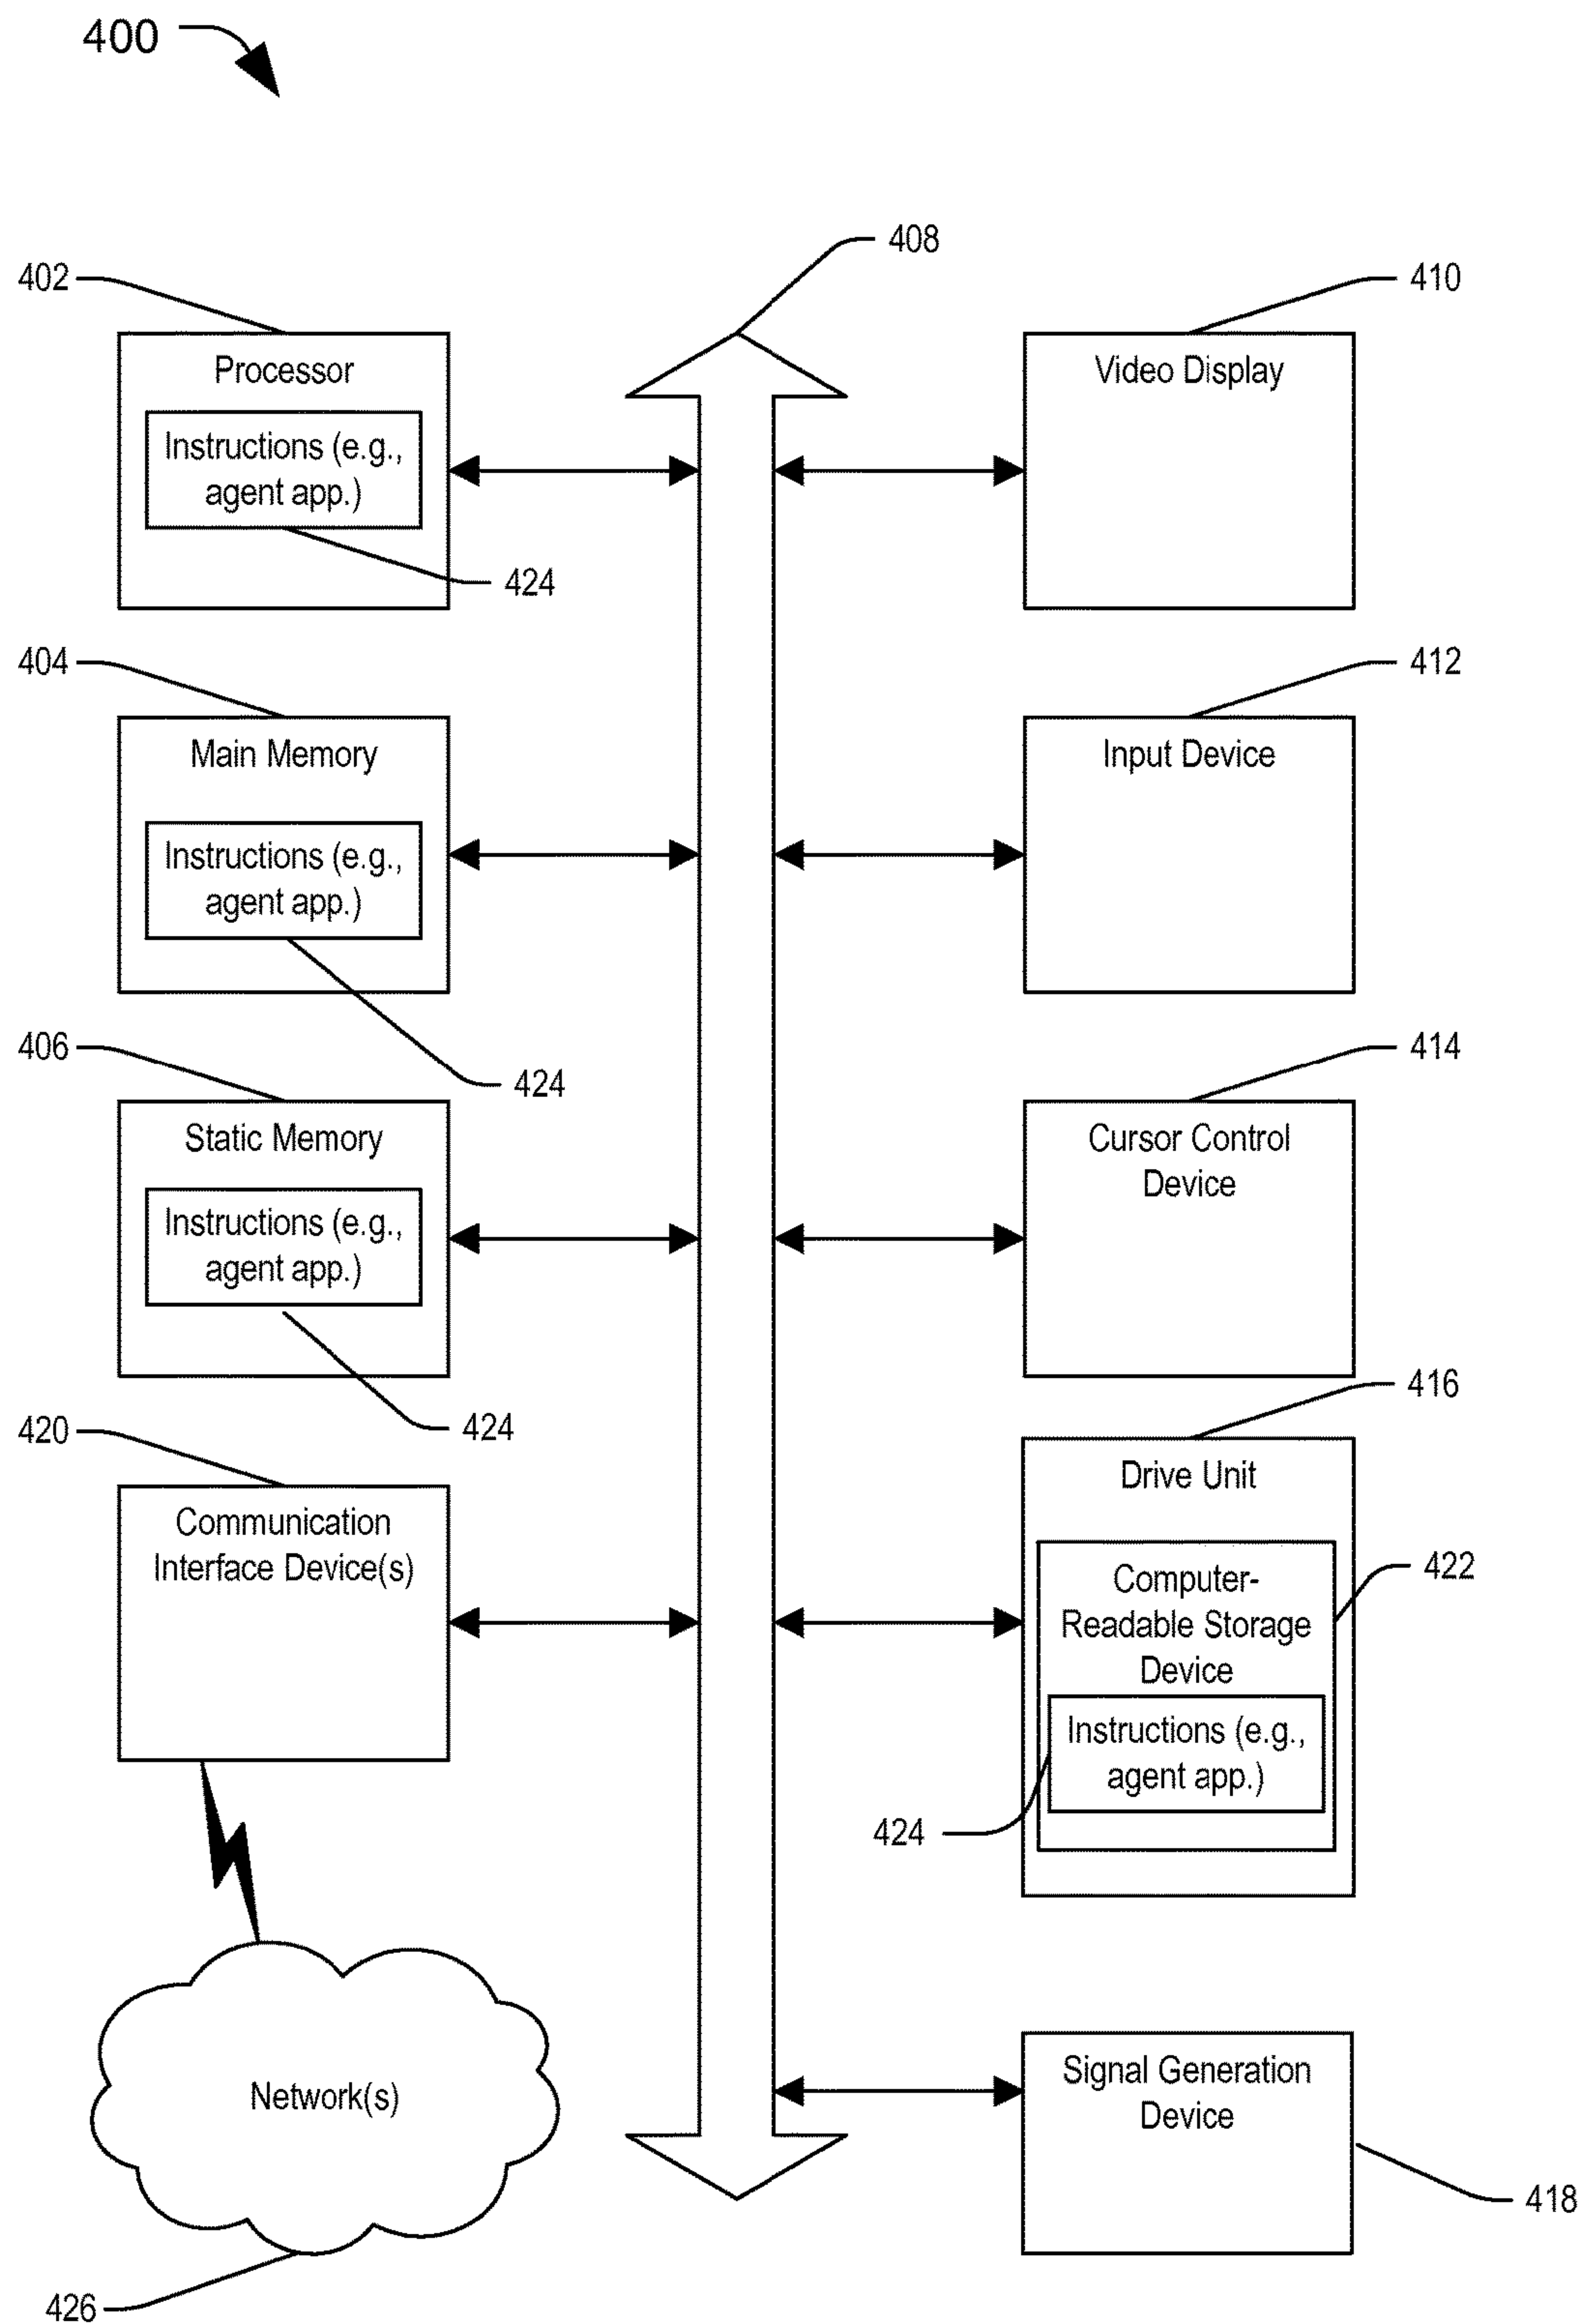 400
408
402
410
Processor
Instructions (e.g.,
agent app.)
424
Video Display
404
412
Main Memory
Instructions (e.g.,
agent app.)
424
Input Device
406
414
Static Memory
Instructions (e.g.,
agent app.)
424
Cursor Control
Device
420
416
Communication
Interface Device(s)
Drive Unit
422
Computer-
Readable Storage
Device
Instructions (e.g.,
agent app.)
424
Network(s)
426
Signal Generation
Device
418